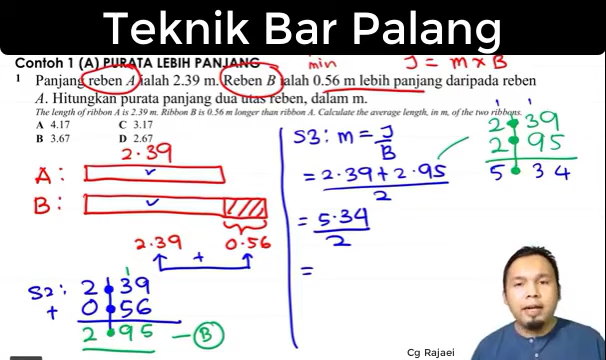 Teknik Bar Palang
Contoh 1 (A) PURATA LEBIH PANJANG
min
J = m × B
1 Panjang reben A ialah 2.39 m. Reben B ialah 0.56 m lebih panjang daripada reben
A. Hitungkan purata panjang dua utas reben, dalam m.
The length of ribbon A is 2.39 m. Ribbon B is 0.56 m longer than ribbon A. Calculate the average length, in m, of the two ribbons.
A 4.17 C 3.17
B 3.67 D 2.67
2.39
A: ✓
B: ✓
2.39 + 0.56
S2: 1
2.39
+ 0.56
2.95 — B
S3: m = J/B
= 2.39 + 2.95 / 2
= 5.34 / 2
=
1 1
2.39
2.95
5.34
Cg Rajaei